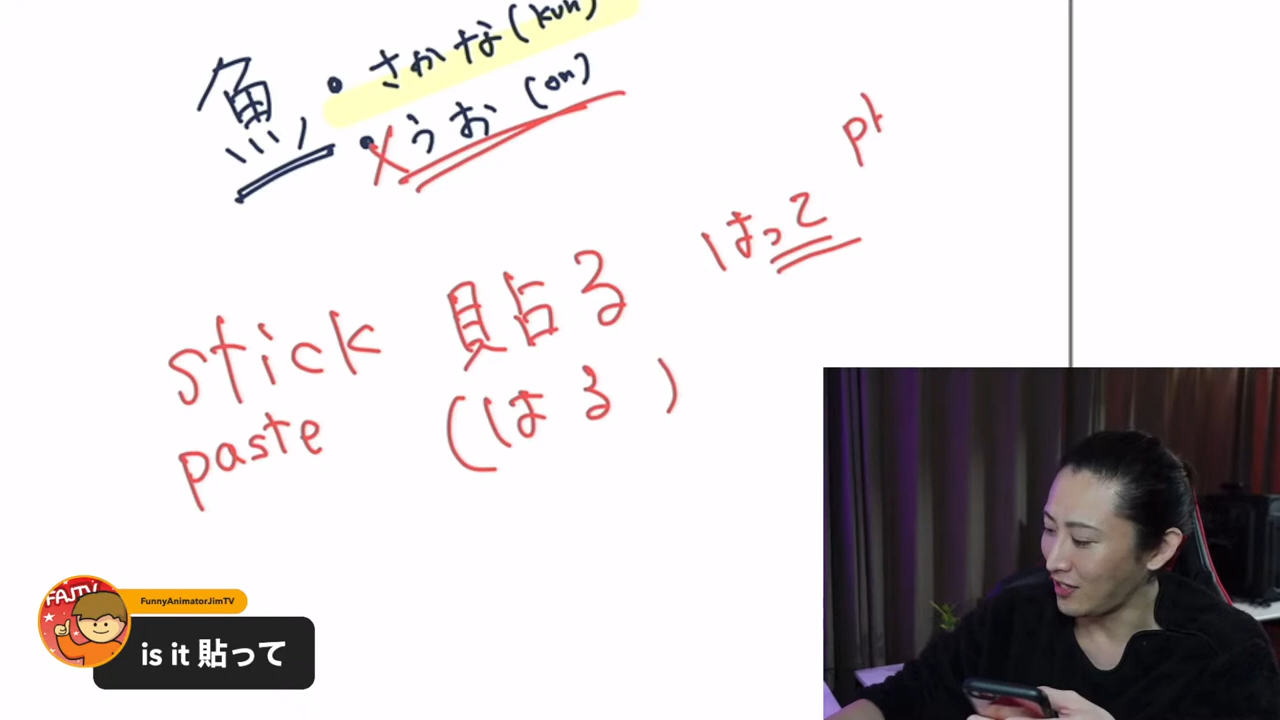 魚 ・さかな (kun)
・うお (on)
はって
stick 貼る
paste (はる)
FAJTV
FunnyAnimatorJimTV
is it 貼って